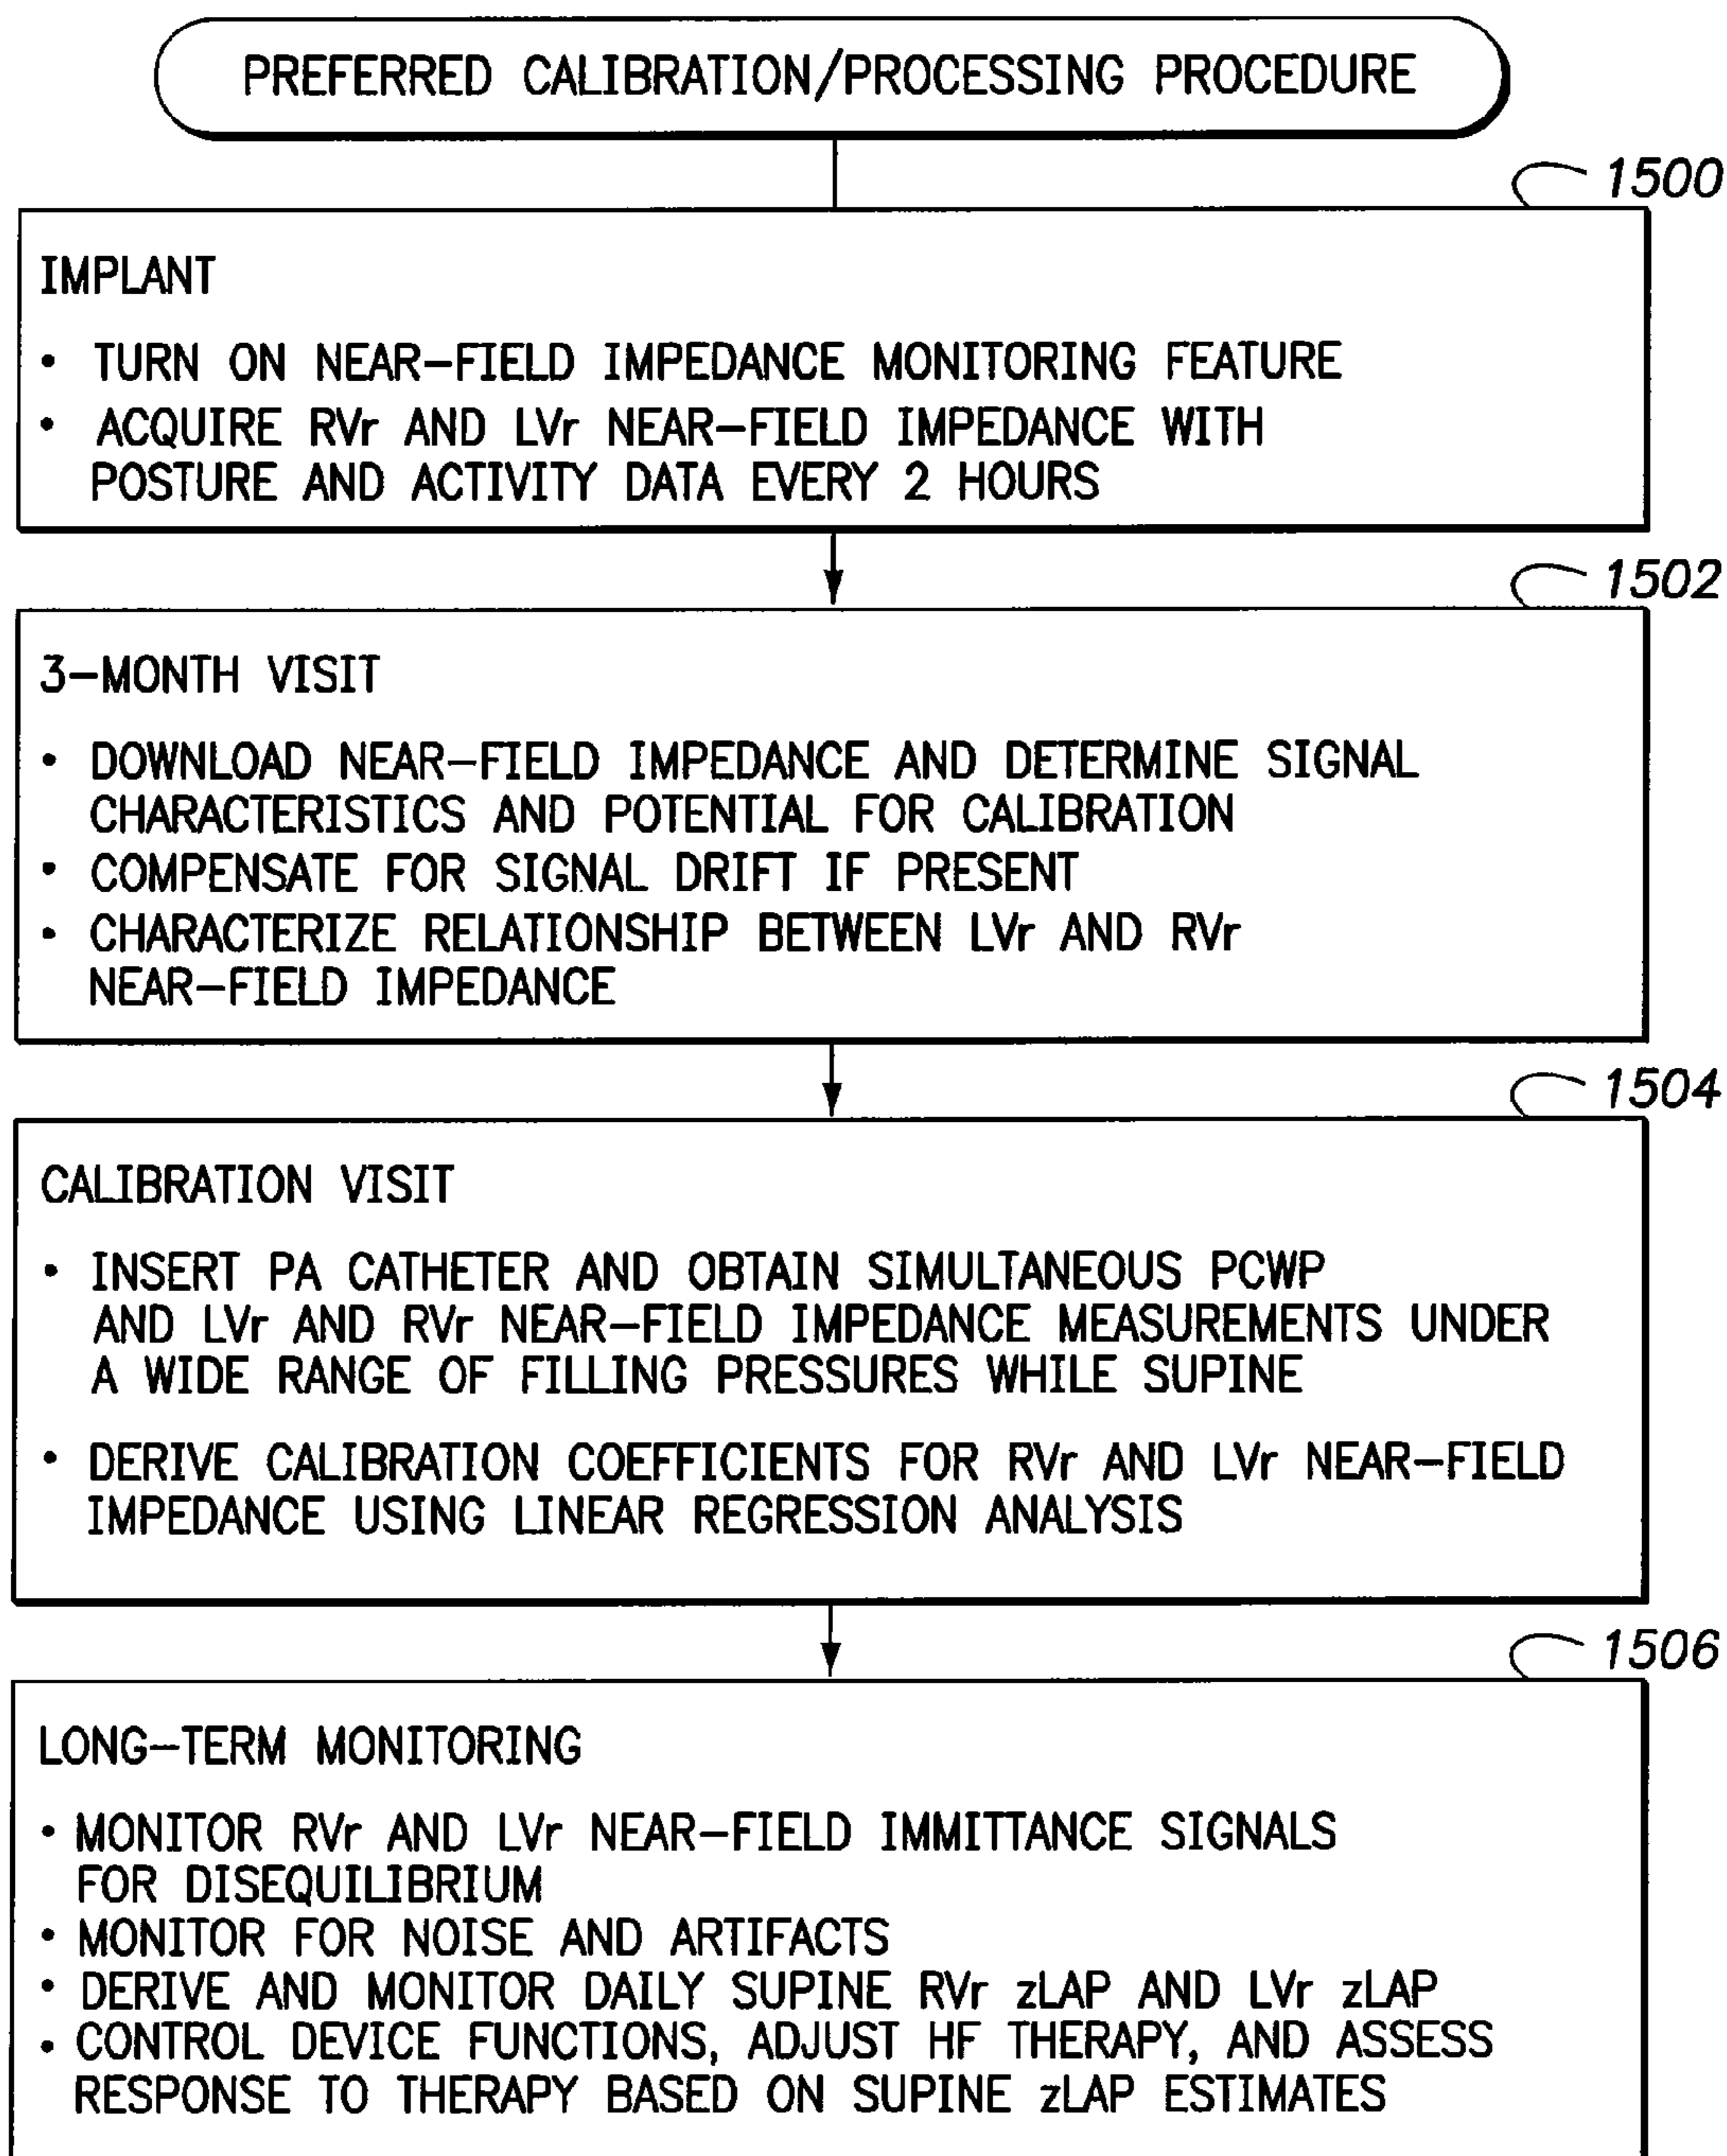 PREFERRED CALIBRATION/PROCESSING PROCEDURE
1500
IMPLANT
• TURN ON NEAR-FIELD IMPEDANCE MONITORING FEATURE
• ACQUIRE RVr AND LVr NEAR-FIELD IMPEDANCE WITH
POSTURE AND ACTIVITY DATA EVERY 2 HOURS
1502
3-MONTH VISIT
• DOWNLOAD NEAR-FIELD IMPEDANCE AND DETERMINE SIGNAL
CHARACTERISTICS AND POTENTIAL FOR CALIBRATION
• COMPENSATE FOR SIGNAL DRIFT IF PRESENT
• CHARACTERIZE RELATIONSHIP BETWEEN LVr AND RVr
NEAR-FIELD IMPEDANCE
1504
CALIBRATION VISIT
• INSERT PA CATHETER AND OBTAIN SIMULTANEOUS PCWP
AND LVr AND RVr NEAR-FIELD IMPEDANCE MEASUREMENTS UNDER
A WIDE RANGE OF FILLING PRESSURES WHILE SUPINE
• DERIVE CALIBRATION COEFFICIENTS FOR RVr AND LVr NEAR-FIELD
IMPEDANCE USING LINEAR REGRESSION ANALYSIS
1506
LONG-TERM MONITORING
• MONITOR RVr AND LVr NEAR-FIELD IMMITTANCE SIGNALS
FOR DISEQUILIBRIUM
• MONITOR FOR NOISE AND ARTIFACTS
• DERIVE AND MONITOR DAILY SUPINE RVr zLAP AND LVr zLAP
• CONTROL DEVICE FUNCTIONS, ADJUST HF THERAPY, AND ASSESS
RESPONSE TO THERAPY BASED ON SUPINE zLAP ESTIMATES